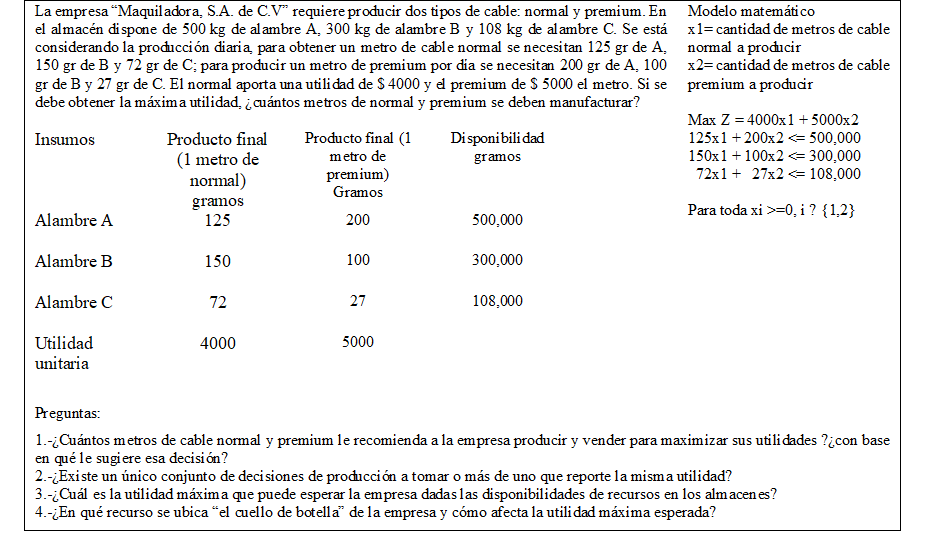 La empresa “Maquiladora, S.A. de C.V” requiere producir dos tipos de cable: normal y premium. En
el almacén dispone de 500 kg de alambre A, 300 kg de alambre B y 108 kg de alambre C. Se está
considerando la producción diaria, para obtener un metro de cable normal se necesitan 125 gr de A,
150 gr de B y 72 gr de C; para producir un metro de premium por día se necesitan 200 gr de A, 100
gr de B y 27 gr de C. El normal aporta una utilidad de $ 4000 y el premium de $ 5000 el metro. Si se
debe obtener la máxima utilidad, ¿cuántos metros de normal y premium se deben manufacturar?
Insumos
Producto final
(1 metro de
normal)
gramos
Producto final (1
metro de
premium)
Gramos
Disponibilidad
gramos
Alambre A 125 200 500,000
Alambre B 150 100 300,000
Alambre C 72 27 108,000
Utilidad
unitaria
4000 5000
Modelo matemático
x1= cantidad de metros de cable
normal a producir
x2= cantidad de metros de cable
premium a producir
Max Z = 4000x1 + 5000x2
125x1 + 200x2 <= 500,000
150x1 + 100x2 <= 300,000
72x1 + 27x2 <= 108,000
Para toda xi >=0, i ? {1,2}
Preguntas:
1.-¿Cuántos metros de cable normal y premium le recomienda a la empresa producir y vender para maximizar sus utilidades ?¿con base
en qué le sugiere esa decisión?
2.-¿Existe un único conjunto de decisiones de producción a tomar o más de uno que reporte la misma utilidad?
3.-¿Cuál es la utilidad máxima que puede esperar la empresa dadas las disponibilidades de recursos en los almacenes?
4.-¿En qué recurso se ubica “el cuello de botella” de la empresa y cómo afecta la utilidad máxima esperada?